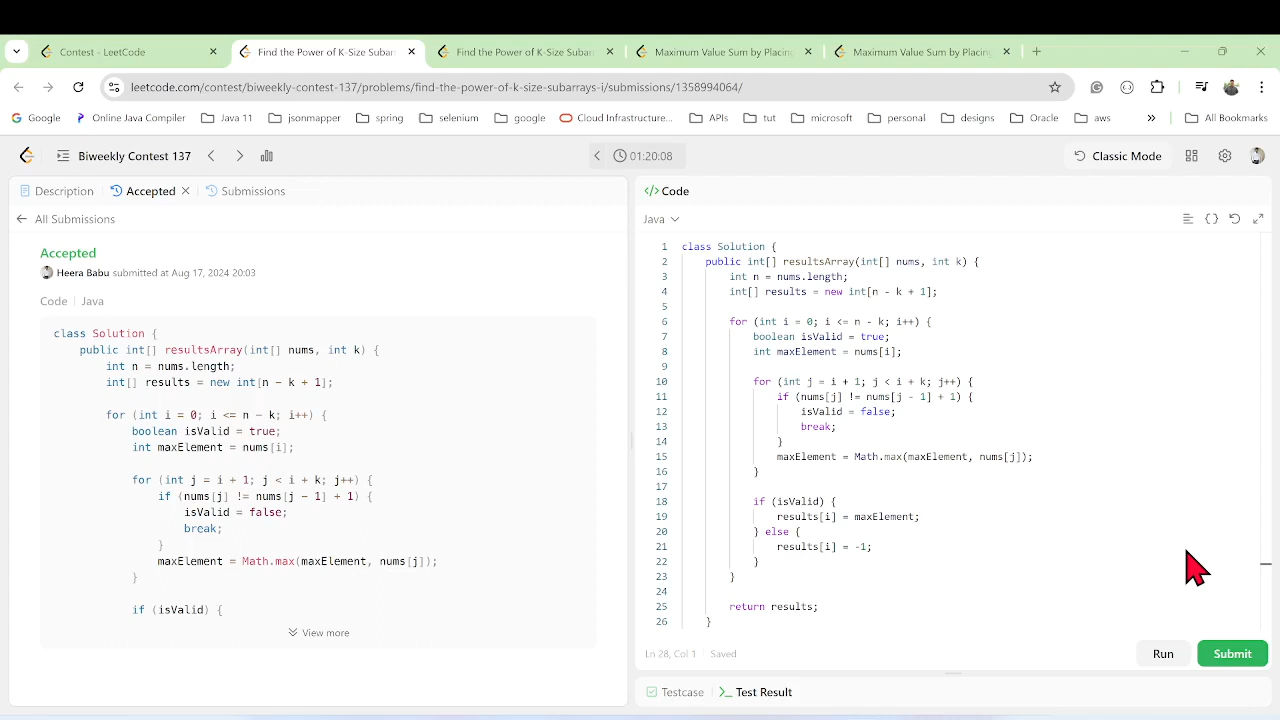 Contest - LeetCode
Find the Power of K-Size Subar
Find the Power of K-Size Subar
Maximum Value Sum by Placing
Maximum Value Sum by Placing
leetcode.com/contest/biweekly-contest-137/problems/find-the-power-of-k-size-subarrays-i/submissions/1358994064/
Google
Online Java Compiler
Java 11
jsonmapper
spring
selenium
google
Cloud Infrastructure...
APIs
tut
microsoft
personal
designs
Oracle
aws
»
All Bookmarks
Biweekly Contest 137
01:20:08
Classic Mode
Description
Accepted
Submissions
All Submissions
Accepted
Heera Babu submitted at Aug 17, 2024 20:03
Code | Java
class Solution {
public int[] resultsArray(int[] nums, int k) {
int n = nums.length;
int[] results = new int[n - k + 1];
for (int i = 0; i <= n - k; i++) {
boolean isValid = true;
int maxElement = nums[i];
for (int j = i + 1; j < i + k; j++) {
if (nums[j] != nums[j - 1] + 1) {
isValid = false;
break;
}
maxElement = Math.max(maxElement, nums[j]);
}
if (isValid) {
View more
</> Code
Java
1 class Solution {
2 public int[] resultsArray(int[] nums, int k) {
3 int n = nums.length;
4 int[] results = new int[n - k + 1];
5
6 for (int i = 0; i <= n - k; i++) {
7 boolean isValid = true;
8 int maxElement = nums[i];
9
10 for (int j = i + 1; j < i + k; j++) {
11 if (nums[j] != nums[j - 1] + 1) {
12 isValid = false;
13 break;
14 }
15 maxElement = Math.max(maxElement, nums[j]);
16 }
17
18 if (isValid) {
19 results[i] = maxElement;
20 } else {
21 results[i] = -1;
22 }
23 }
24
25 return results;
26 }
Ln 28, Col 1 | Saved
Run
Submit
Testcase
Test Result